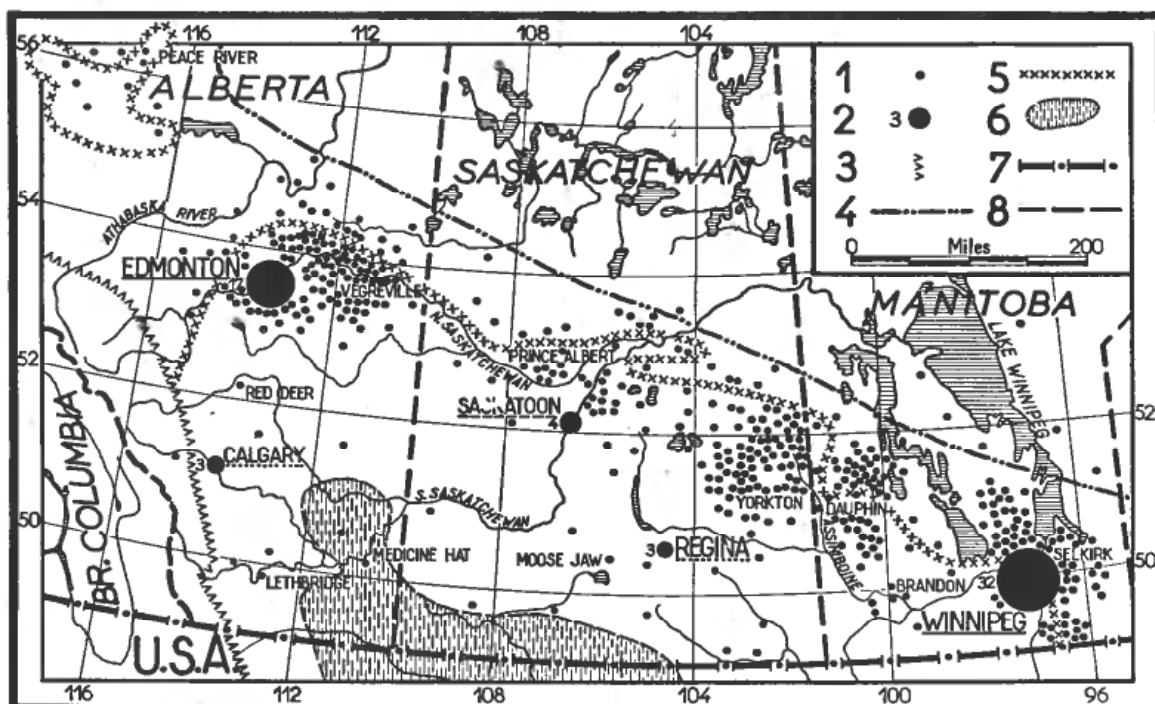 116 112 108 104
56
PEACE RIVER
ALBERTA
SASKATCHEWAN
1 5
2 3 6
3 7
4 8
0 Miles 200
54
ATHABASKA RIVER
EDMONTON
VEGREVILLE
MANITOBA
LAKE WINNIPEG
N. SASKATCHEWAN
PRINCE ALBERT
52
RED DEER
SASKATOON
4
52
BR. COLUMBIA
3 CALGARY
S. SASKATCHEWAN
YORKTON
DAUPHIN
50
MEDICINE HAT
MOOSE JAW
3 REGINA
ASSINIBOINE
SELKIRK
50
LETHBRIDGE
BRANDON
32
WINNIPEG
U.S.A
116 112 108 104 100 96